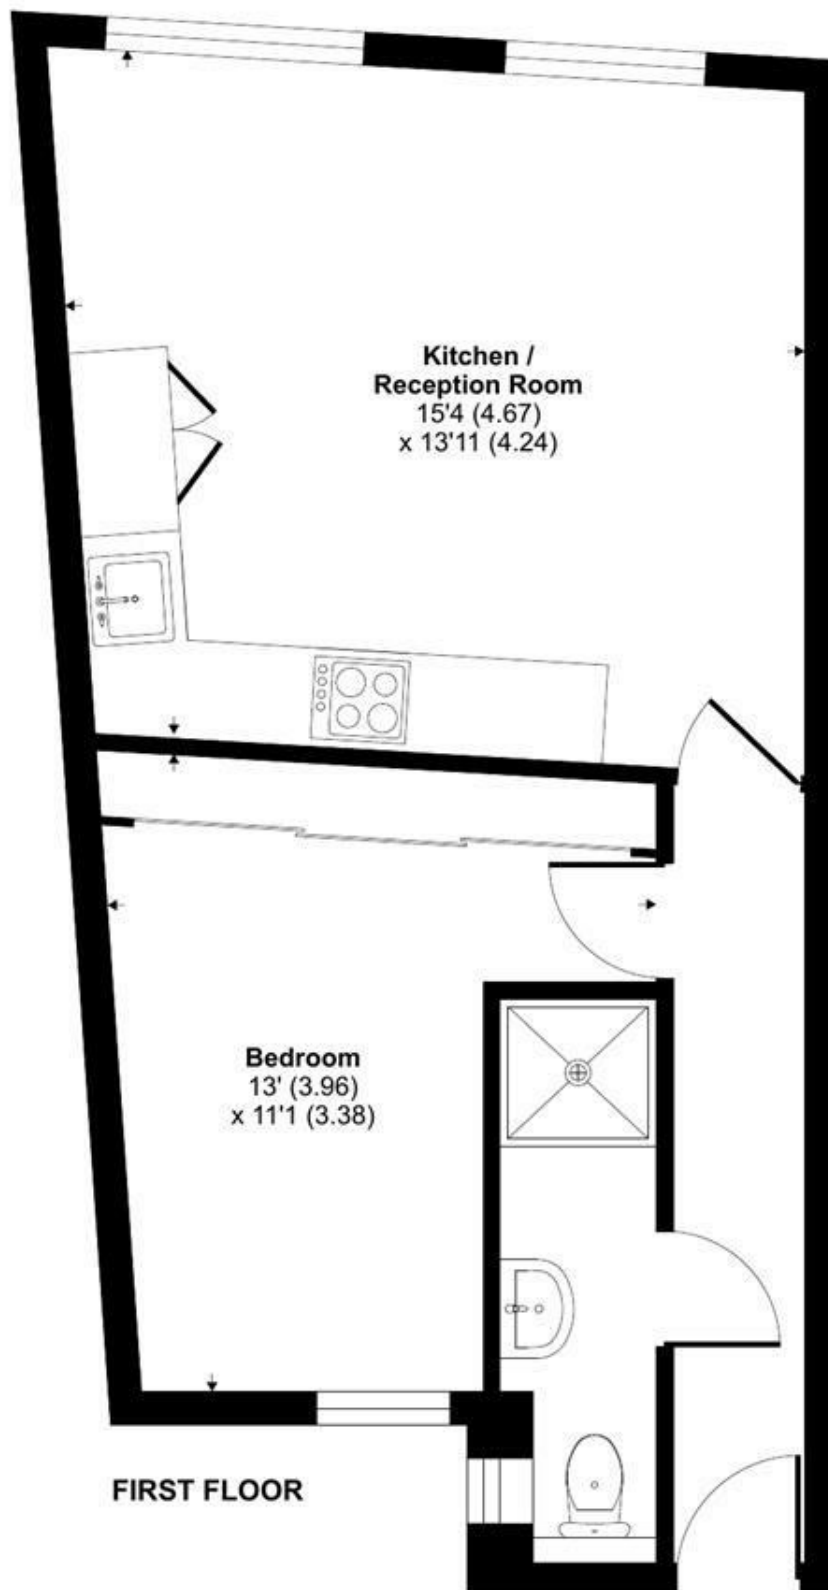 Kitchen /
Reception Room
15'4 (4.67)
x 13'11 (4.24)
Bedroom
13' (3.96)
x 11'1 (3.38)
FIRST FLOOR